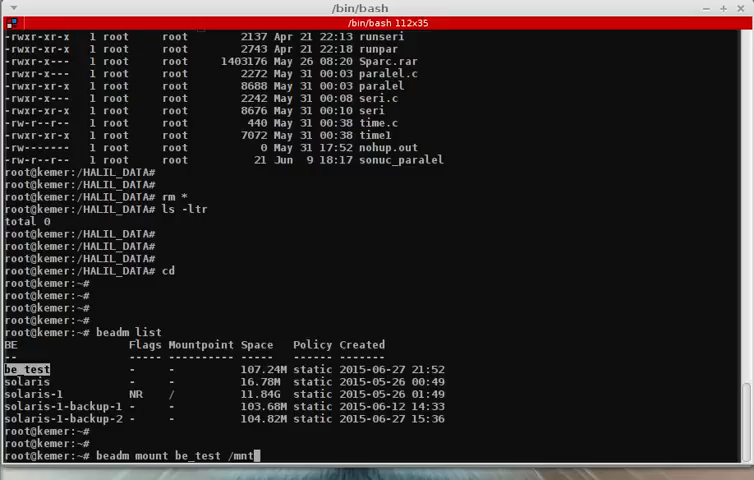 /bin/bash
/bin/bash 112x35
-rwxr-xr-x   1 root     root        2137 Apr 21 22:13 runseri
-rwxr-xr-x   1 root     root        2743 Apr 21 22:18 runpar
-rwxr-x---   1 root     root     1403176 May 26 08:20 Sparc.rar
-rwxr-x---   1 root     root        2272 May 31 00:03 paralel.c
-rwxr-xr-x   1 root     root        8688 May 31 00:03 paralel
-rwxr-x---   1 root     root        2242 May 31 00:08 seri.c
-rwxr-xr-x   1 root     root        8676 May 31 00:10 seri
-rwxr-x---   1 root     root         440 May 31 00:38 time.c
-rwxr-xr-x   1 root     root        7072 May 31 00:38 time1
-rw-------   1 root     root           0 May 31 17:52 nohup.out
-rw-r--r--   1 root     root          21 Jun  9 18:17 sonuc_paralel
root@kemer:/HALIL_DATA#
root@kemer:/HALIL_DATA#
root@kemer:/HALIL_DATA# rm *
root@kemer:/HALIL_DATA# ls -ltr
total 0
root@kemer:/HALIL_DATA#
root@kemer:/HALIL_DATA#
root@kemer:/HALIL_DATA#
root@kemer:/HALIL_DATA# cd
root@kemer:~#
root@kemer:~#
root@kemer:~#
root@kemer:~#
root@kemer:~# beadm list
BE                 Flags Mountpoint Space   Policy Created
--                 ----- ---------- -----   ------ -------
be_test            -     -          107.24M static 2015-06-27 21:52
solaris            -     -          16.78M  static 2015-05-26 00:49
solaris-1          NR    /          11.84G  static 2015-05-26 01:49
solaris-1-backup-1 -     -          103.68M static 2015-06-12 14:33
solaris-1-backup-2 -     -          104.82M static 2015-06-27 15:36
root@kemer:~#
root@kemer:~#
root@kemer:~# beadm mount be_test /mnt